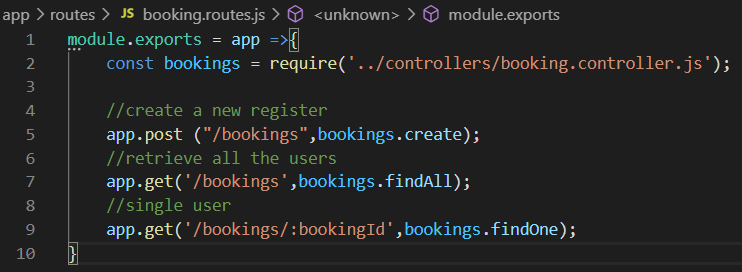 app > routes > JS booking.routes.js > <unknown> > module.exports
1 module.exports = app =>{
2 const bookings = require('../controllers/booking.controller.js');
3
4 //create a new register
5 app.post ("/bookings",bookings.create);
6 //retrieve all the users
7 app.get('/bookings',bookings.findAll);
8 //single user
9 app.get('/bookings/:bookingId',bookings.findOne);
10 }